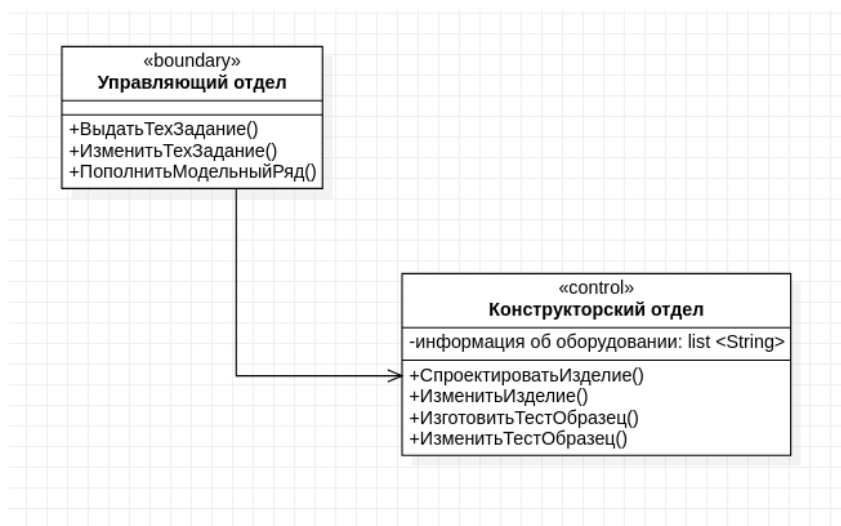 «boundary»
Управляющий отдел
+ВыдатьТехЗадание()
+ИзменитьТехЗадание()
+ПополнитьМодельныйРяд()
«control»
Конструкторский отдел
-информация об оборудовании: list <String>
+СпроектироватьИзделие()
+ИзменитьИзделие()
+ИзготовитьТестОбразец()
+ИзменитьТестОбразец()